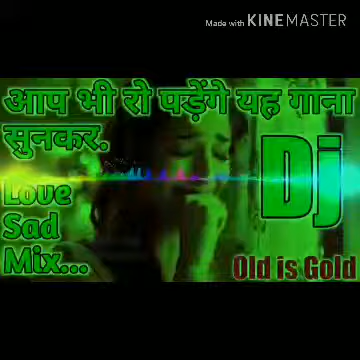 Made with KINEMASTER
आप भी रो पड़ेंगे यह गाना
सुनकर.
Dj
Love
Sad
Mix...
Old is Gold